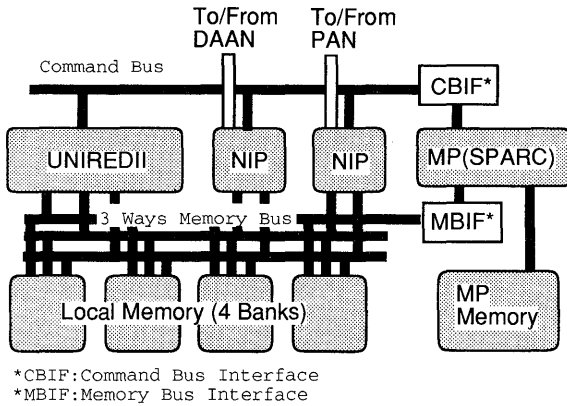 To/From
DAAN
To/From
PAN
Command Bus
CBIF*
UNIREDII
NIP
NIP
MP(SPARC)
3 Ways Memory Bus
MBIF*
Local Memory (4 Banks)
MP
Memory
*CBIF:Command Bus Interface
*MBIF:Memory Bus Interface